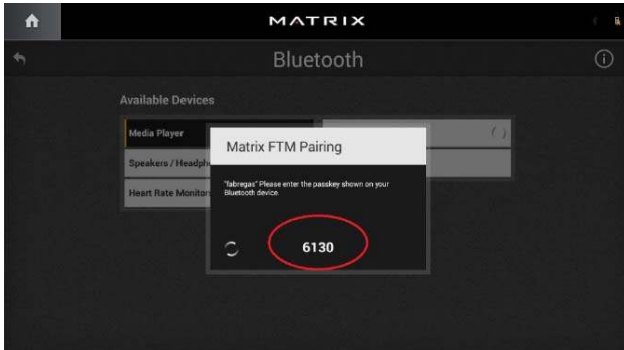 MATRIX
Bluetooth
Available Devices
Media Player
Speakers / Headph
Heart Rate Monitor
Matrix FTM Pairing
"fabregas" Please enter the passkey shown on your
Bluetooth device.
6130